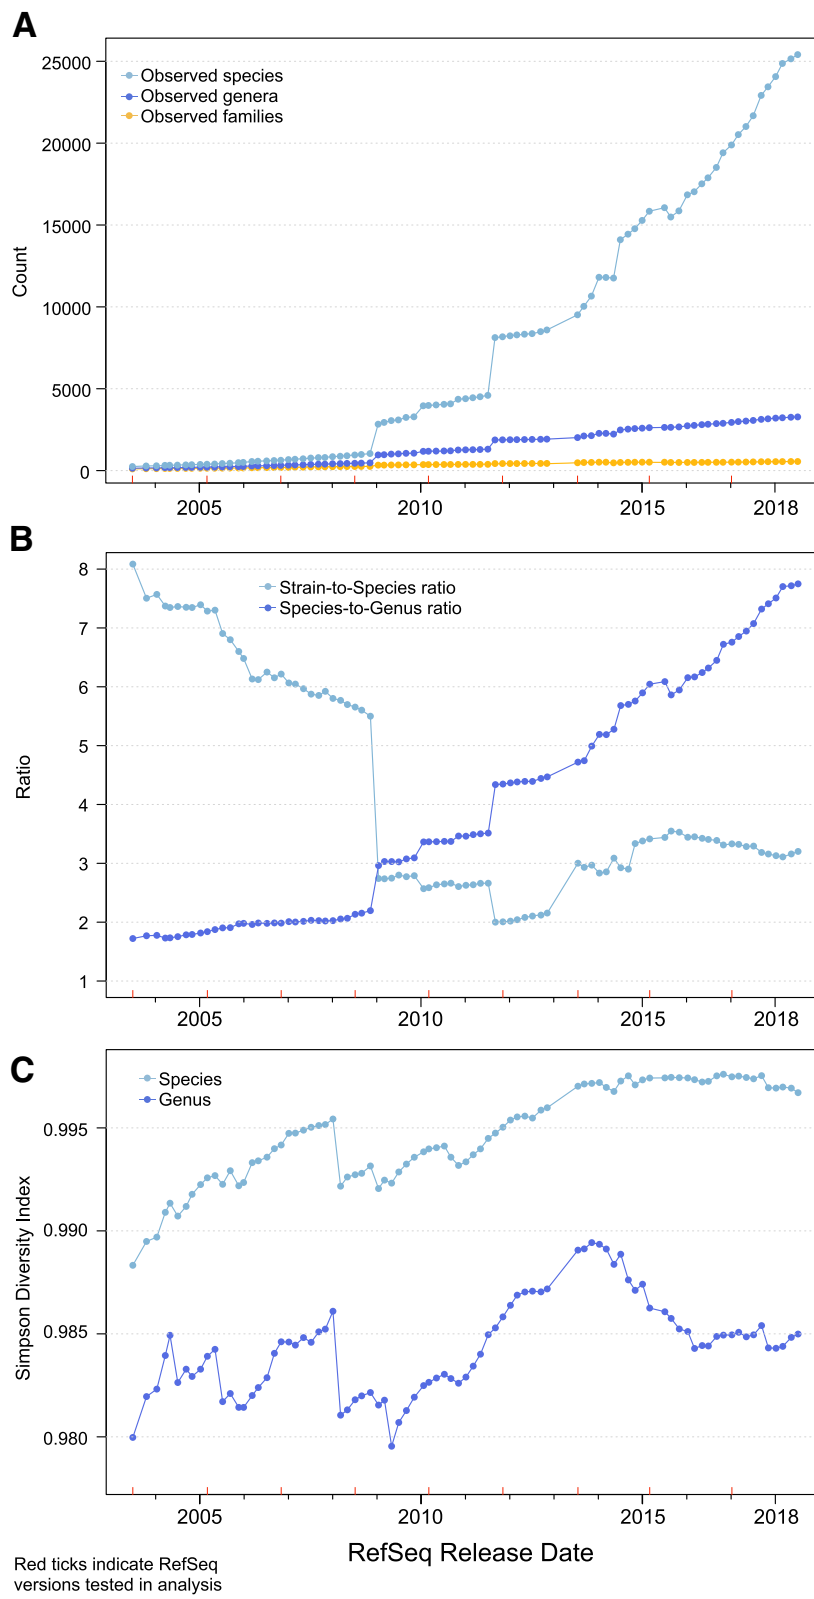 A
25000
20000
15000
10000
5000
0
Count
Observed species
Observed genera
Observed families
2005
2010
2015
2018
B
8
7
6
5
4
3
2
1
Ratio
Strain-to-Species ratio
Species-to-Genus ratio
2005
2010
2015
2018
C
0.995
0.990
0.985
0.980
Simpson Diversity Index
Species
Genus
2005
2010
2015
2018
RefSeq Release Date
Red ticks indicate RefSeq
versions tested in analysis